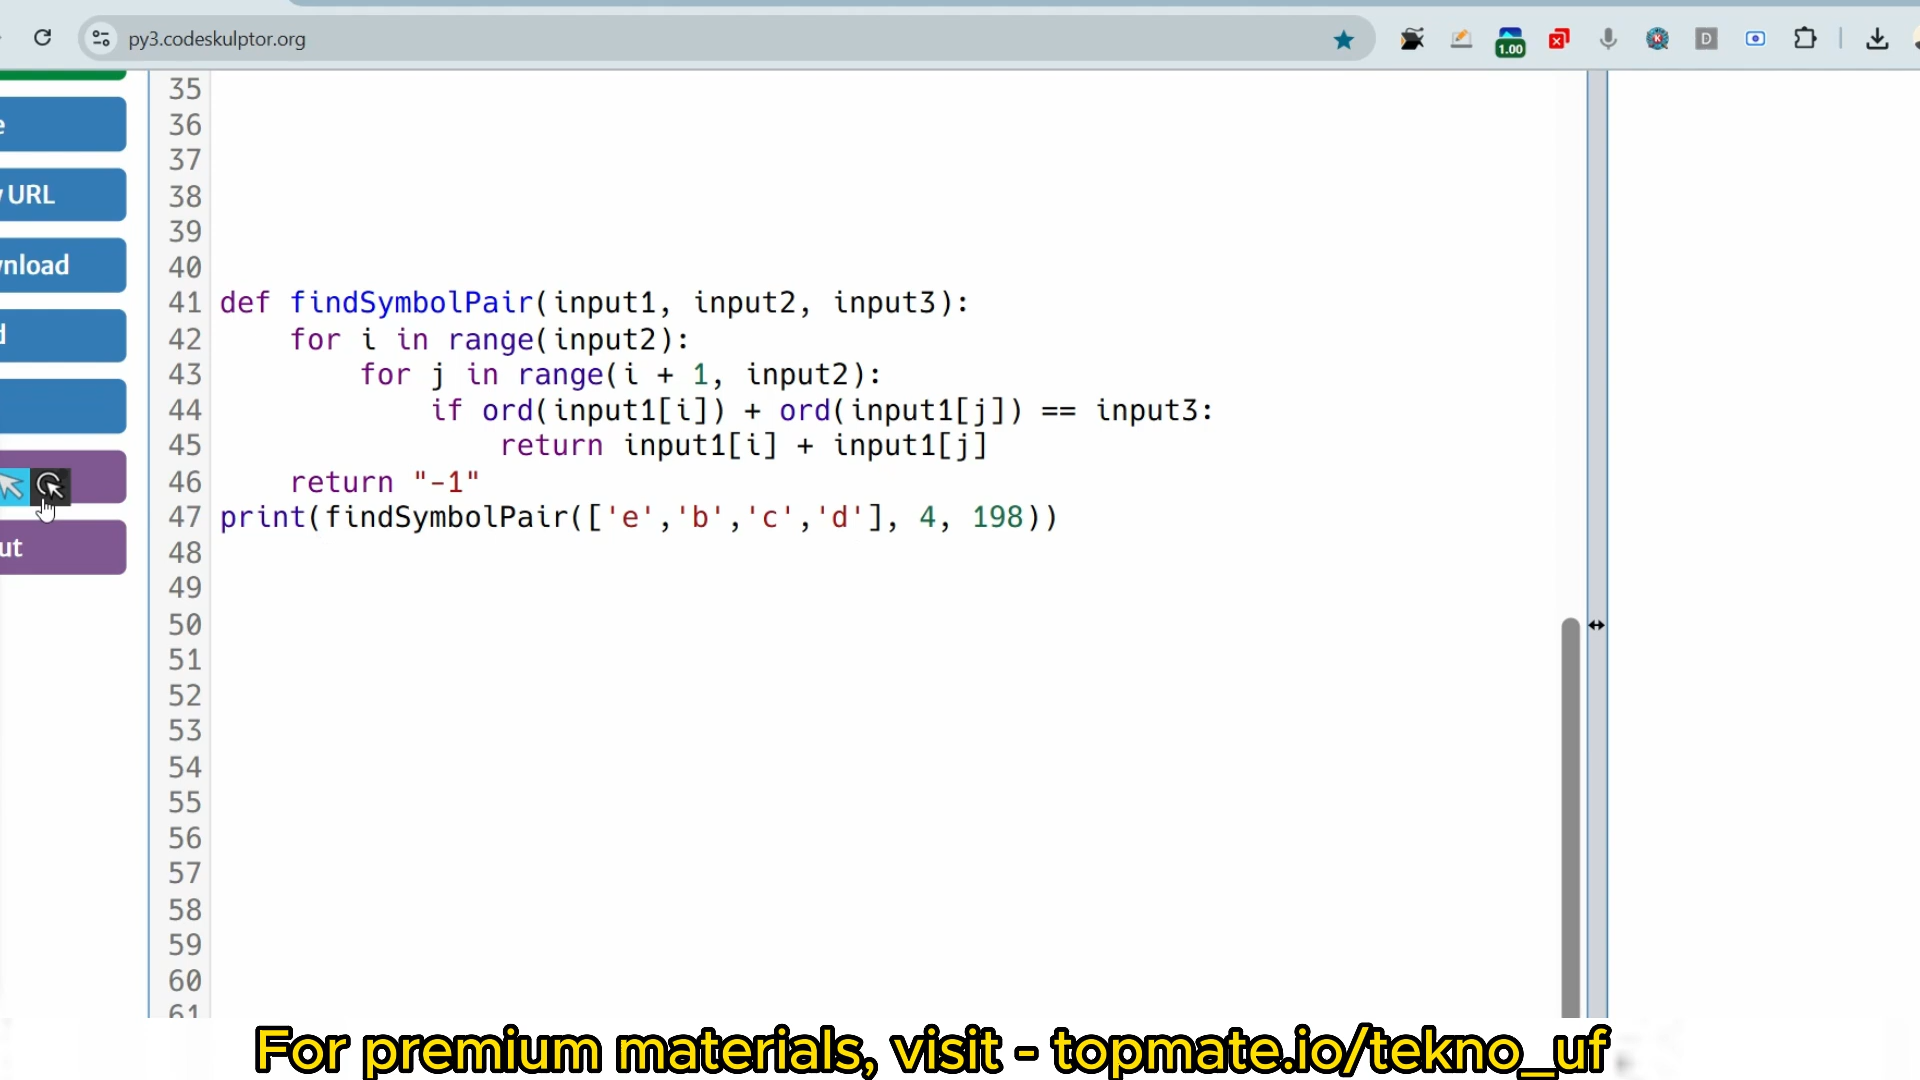 py3.codeskulptor.org
1.00
D
e
URL
nload
d
ut
35
36
37
38
39
40
41 def findSymbolPair(input1, input2, input3):
42     for i in range(input2):
43         for j in range(i + 1, input2):
44             if ord(input1[i]) + ord(input1[j]) == input3:
45                 return input1[i] + input1[j]
46     return "-1"
47 print(findSymbolPair(['e','b','c','d'], 4, 198))
48
49
50
51
52
53
54
55
56
57
58
59
60
61
For premium materials, visit - topmate.io/tekno_uf